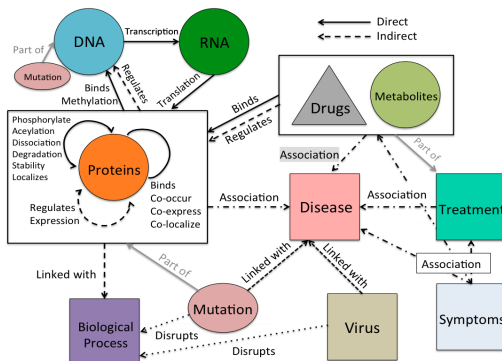 Part of
DNA
Transcription
RNA
Direct
Indirect
Mutation
Binds
Methylation
Regulates
Translation
Binds
Regulates
Drugs
Metabolites
Phosphorylate
Aceylation
Dissociation
Degradation
Stability
Localizes
Proteins
Binds
Co-occur
Co-express
Co-localize
Regulates
Expression
Association
Part of
Association
Disease
Association
Treatment
Linked with
Part of
Linked with
Linked with
Association
Mutation
Biological
Process
Disrupts
Disrupts
Virus
Symptoms